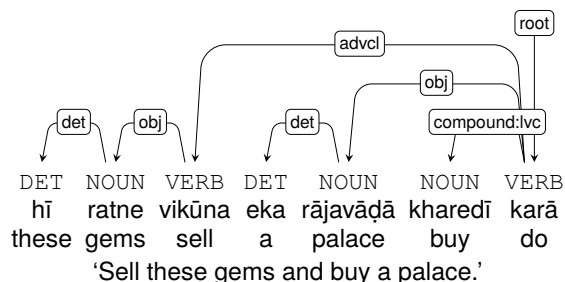 root
advcl
obj
det obj det compound:lvc
DET NOUN VERB DET NOUN NOUN VERB
hī ratne vikūna eka rājavāḍā kharedī karā
these gems sell a palace buy do
‘Sell these gems and buy a palace.’